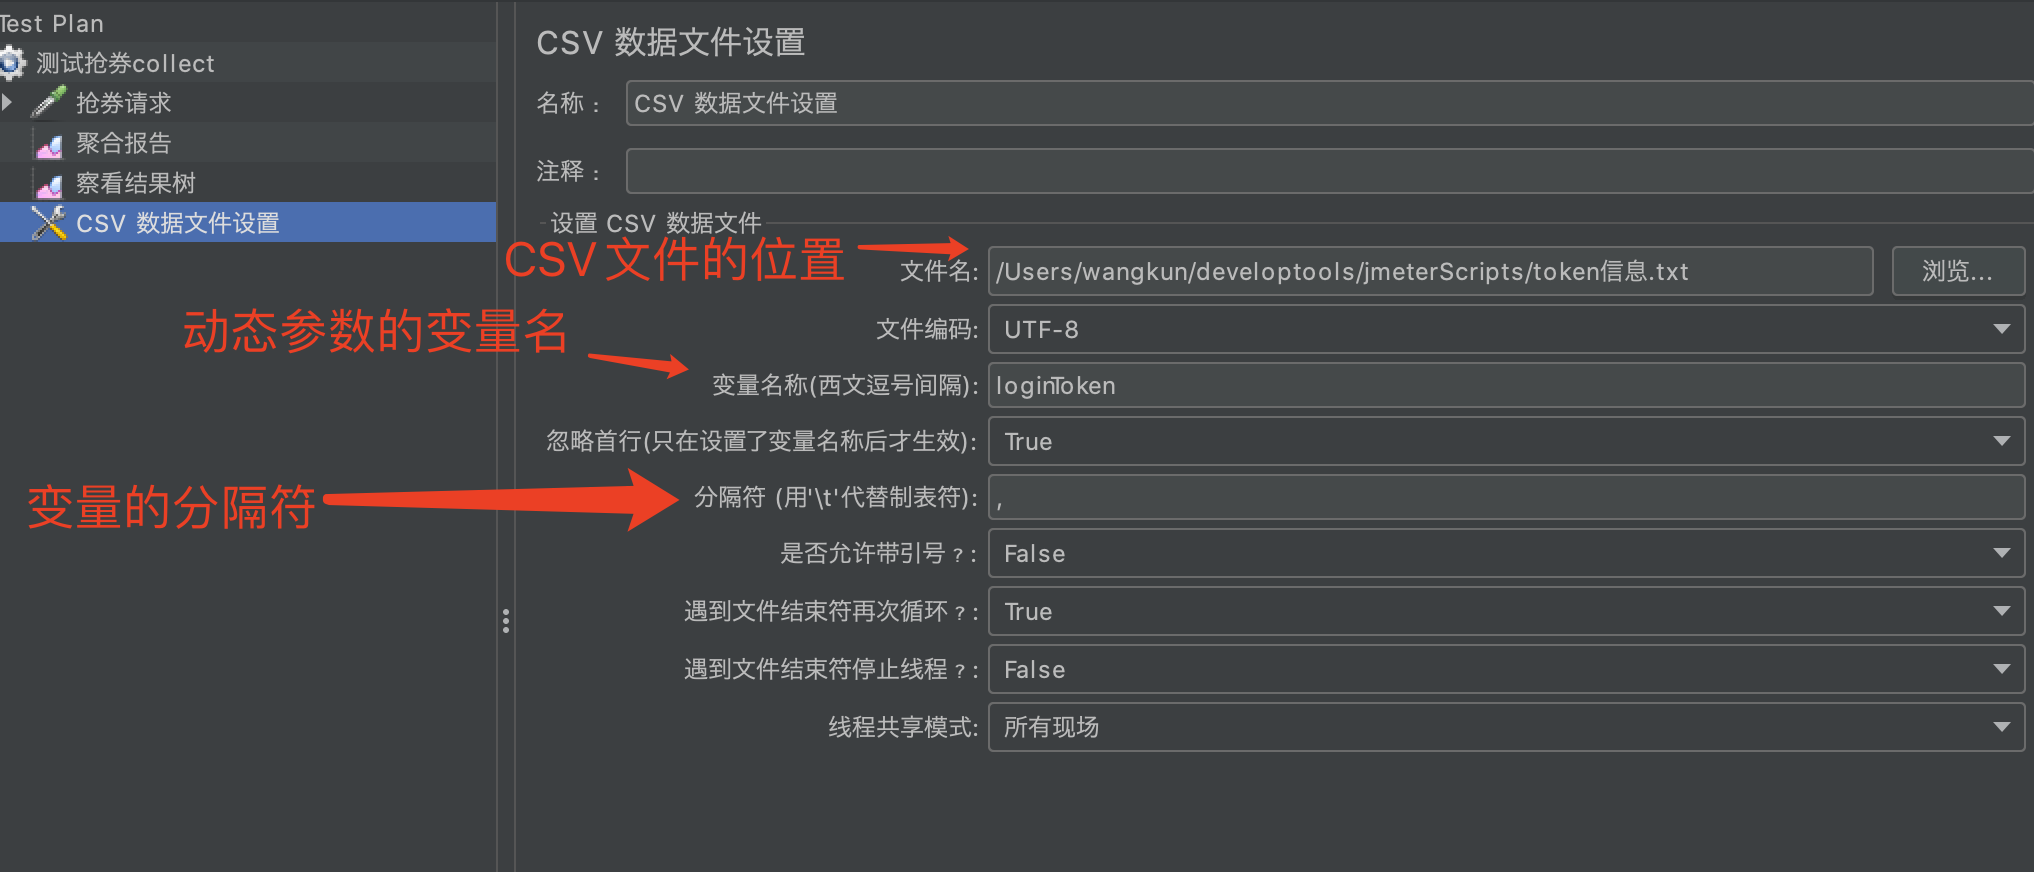 Test Plan
测试抢券collect
抢券请求
聚合报告
察看结果树
CSV 数据文件设置
CSV 数据文件设置
名称：
CSV 数据文件设置
注释：
设置 CSV 数据文件
CSV文件的位置
文件名:
/Users/wangkun/developtools/jmeterScripts/token信息.txt
浏览...
动态参数的变量名
文件编码:
UTF-8
变量名称(西文逗号间隔):
loginToken
忽略首行(只在设置了变量名称后才生效):
True
变量的分隔符
分隔符 (用'\t'代替制表符):
,
是否允许带引号？:
False
遇到文件结束符再次循环？:
True
遇到文件结束符停止线程？:
False
线程共享模式:
所有现场